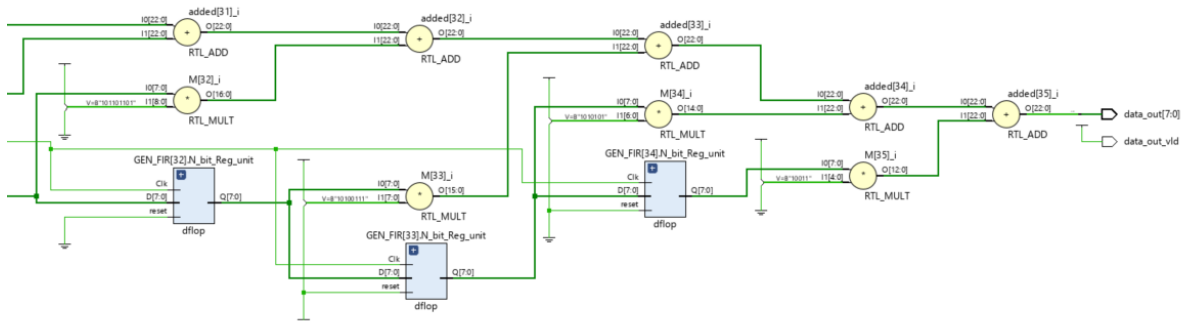 added[31]_i
I0[22:0]
I1[22:0]
O[22:0]
RTL_ADD
added[32]_i
I0[22:0]
I1[22:0]
O[22:0]
RTL_ADD
added[33]_i
I0[22:0]
I1[22:0]
O[22:0]
RTL_ADD
M[32]_i
I0[7:0]
V=B"101101101"
I1[8:0]
O[16:0]
RTL_MULT
M[34]_i
I0[7:0]
V=B"1010101"
I1[6:0]
O[14:0]
RTL_MULT
added[34]_i
I0[22:0]
I1[22:0]
O[22:0]
RTL_ADD
added[35]_i
I0[22:0]
I1[22:0]
O[22:0]
RTL_ADD
data_out[7:0]
data_out_vld
GEN_FIR[32].N_bit_Reg_unit
Clk
D[7:0]
reset
Q[7:0]
dflop
M[33]_i
I0[7:0]
V=B"10100111"
I1[7:0]
O[15:0]
RTL_MULT
GEN_FIR[34].N_bit_Reg_unit
Clk
D[7:0]
reset
Q[7:0]
dflop
M[35]_i
I0[7:0]
V=B"10011"
I1[4:0]
O[12:0]
RTL_MULT
GEN_FIR[33].N_bit_Reg_unit
Clk
D[7:0]
reset
Q[7:0]
dflop